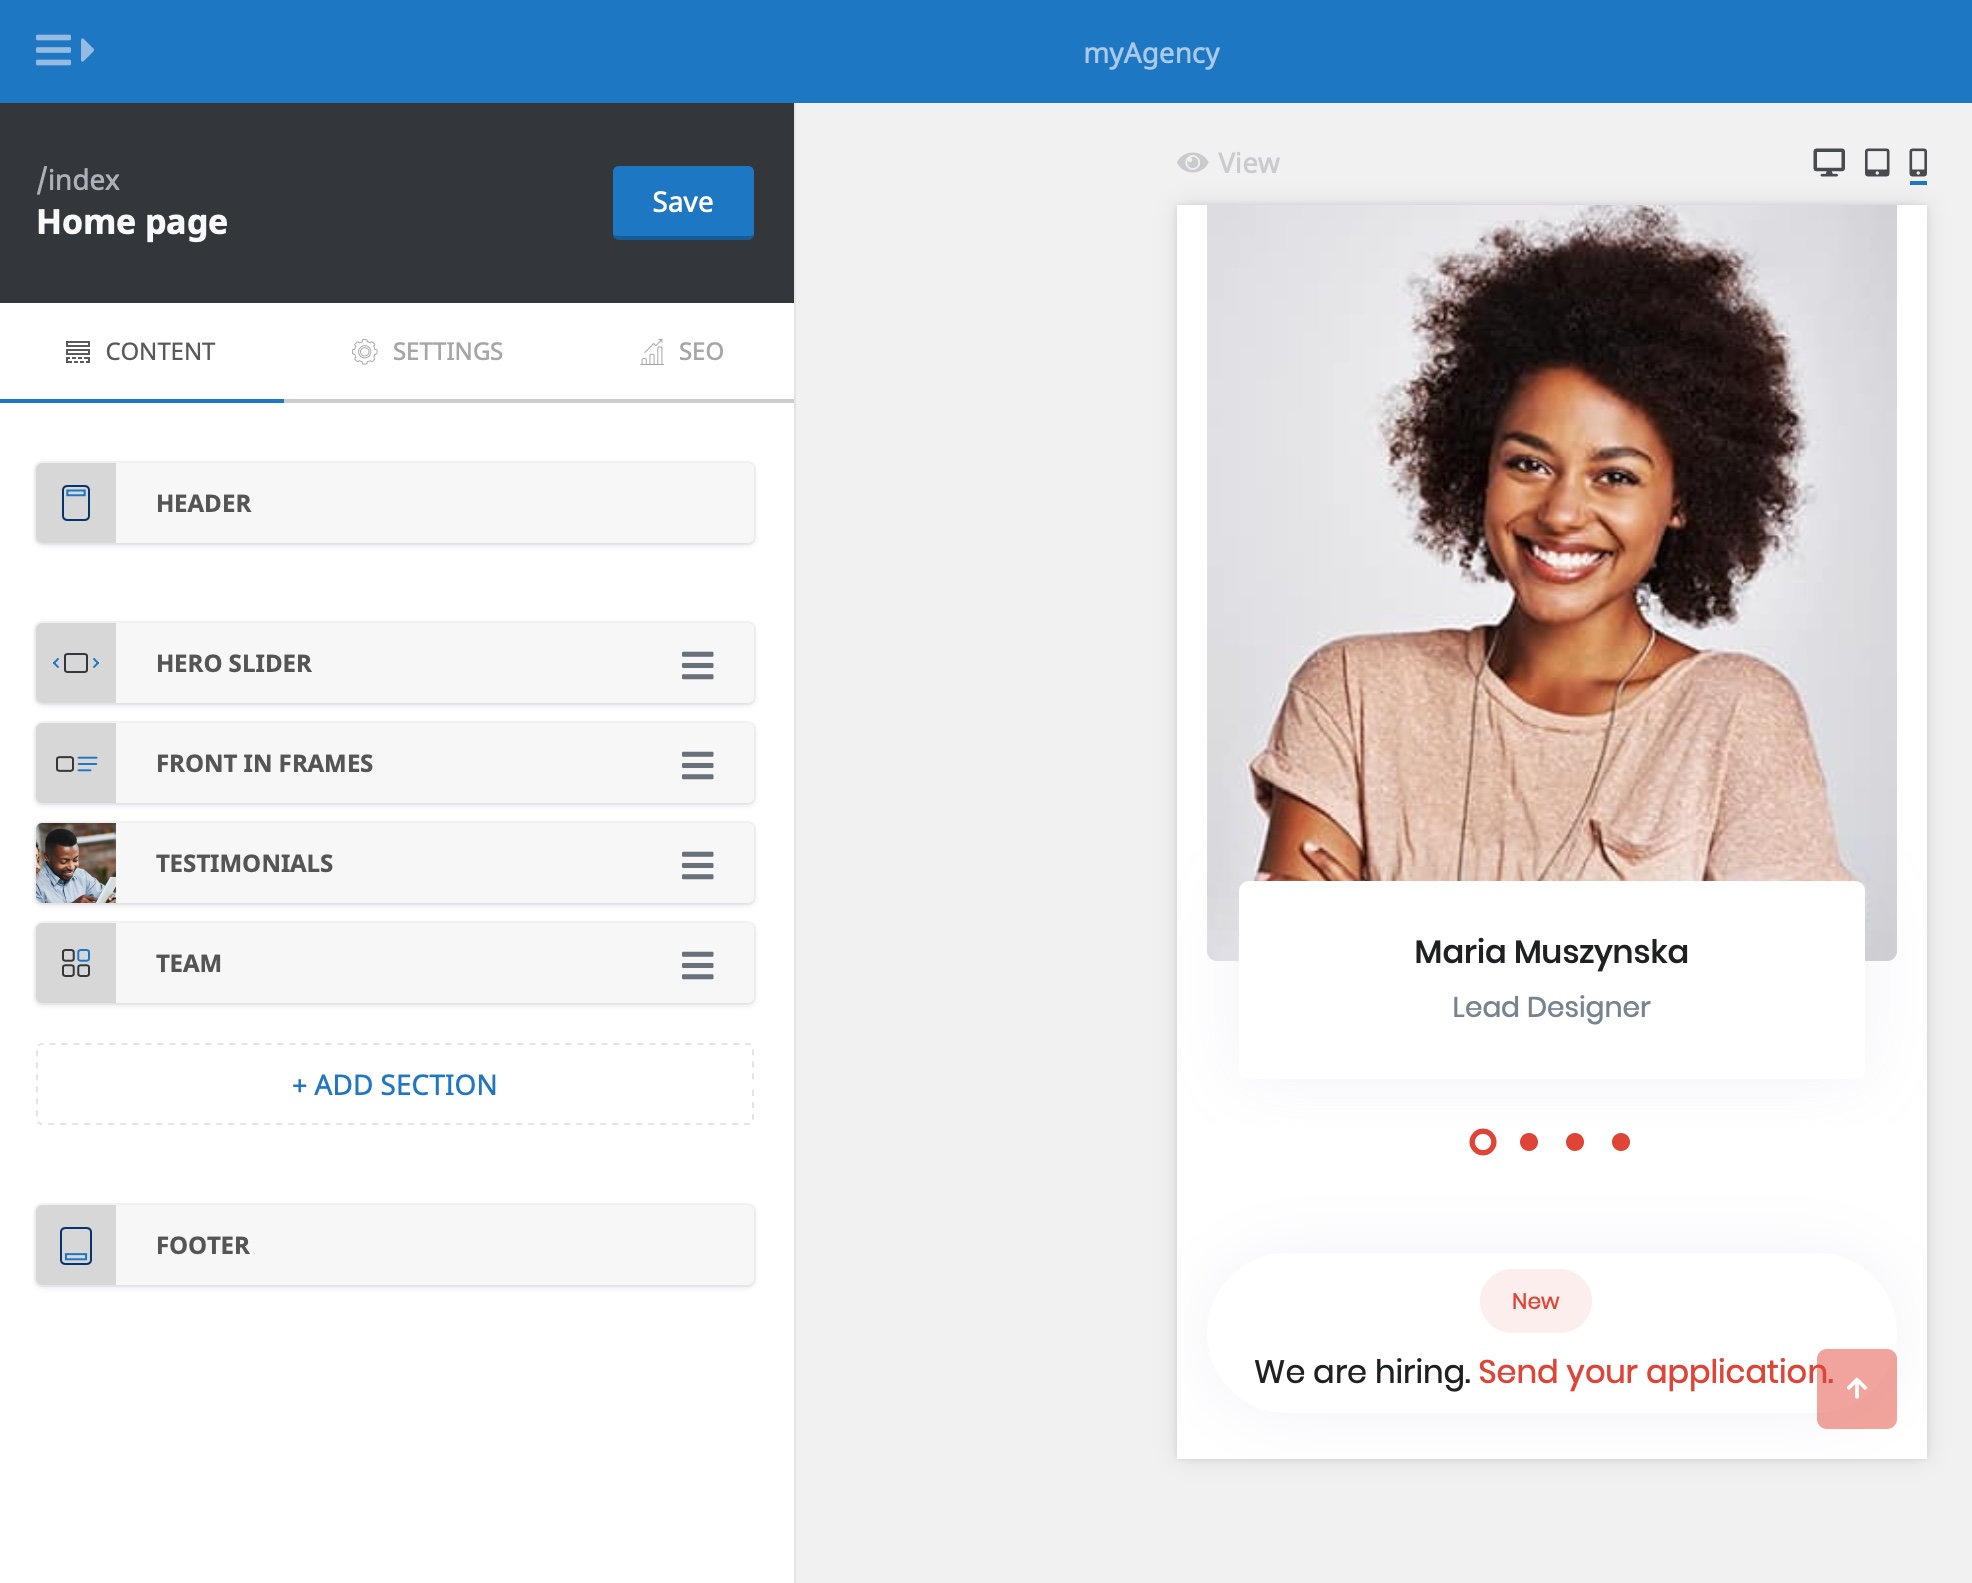 myAgency
/index
Home page
Save
CONTENT
SETTINGS
SEO
HEADER
HERO SLIDER
FRONT IN FRAMES
TESTIMONIALS
TEAM
+ ADD SECTION
FOOTER
View
Maria Muszynska
Lead Designer
New
We are hiring. Send your application.